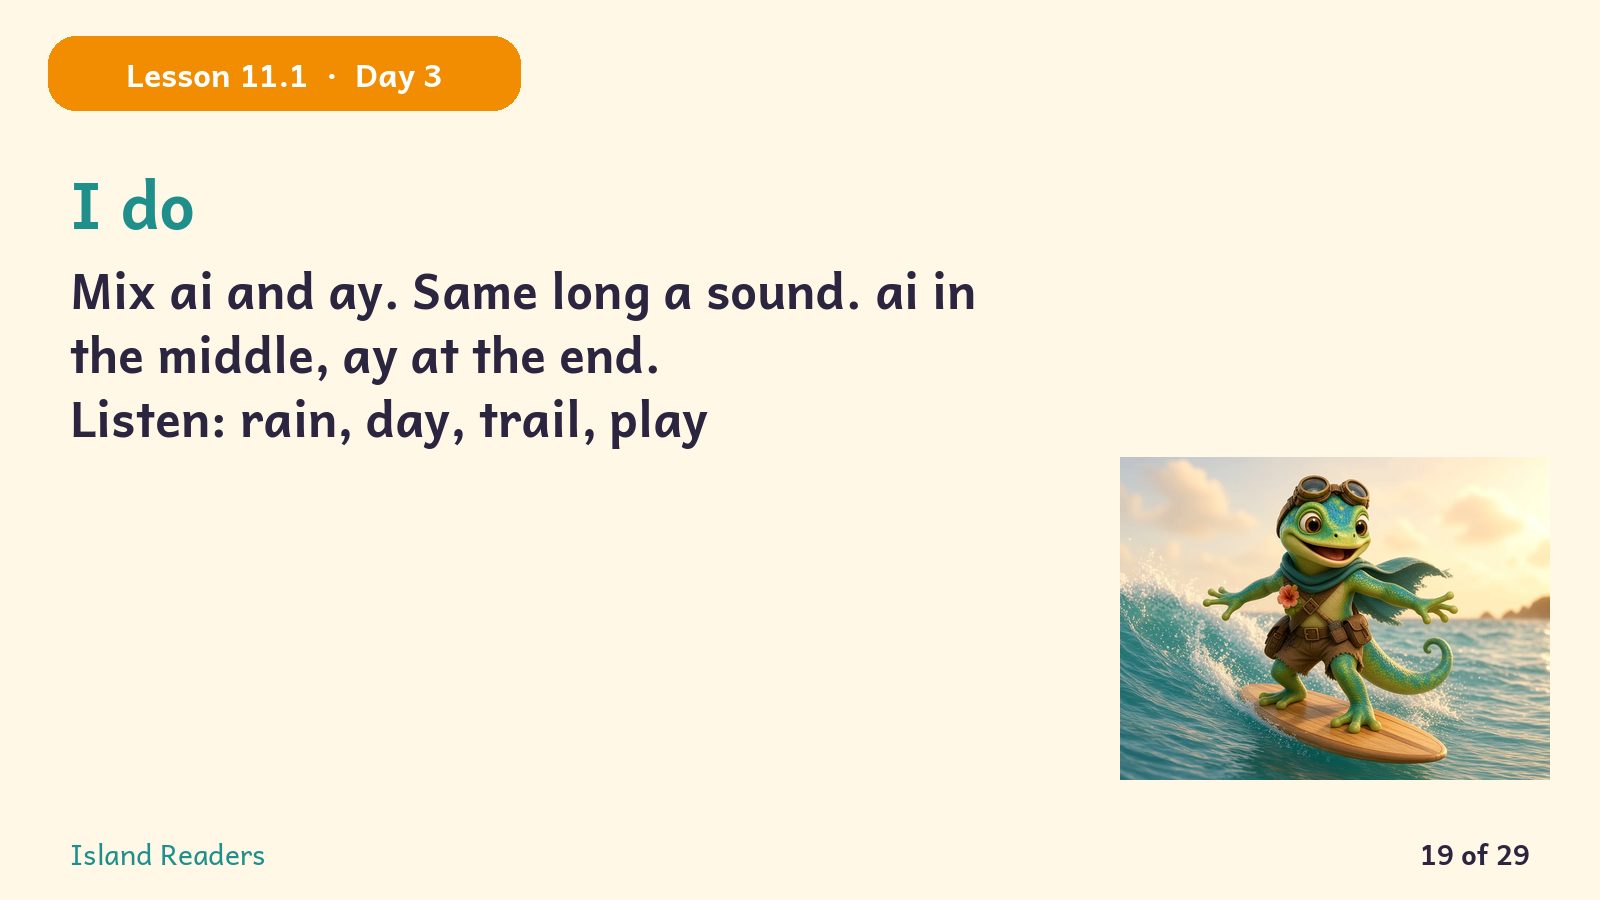 Lesson 11.1 · Day 3
I do
Mix ai and ay. Same long a sound. ai in
the middle, ay at the end.
Listen: rain, day, trail, play
Island Readers
19 of 29